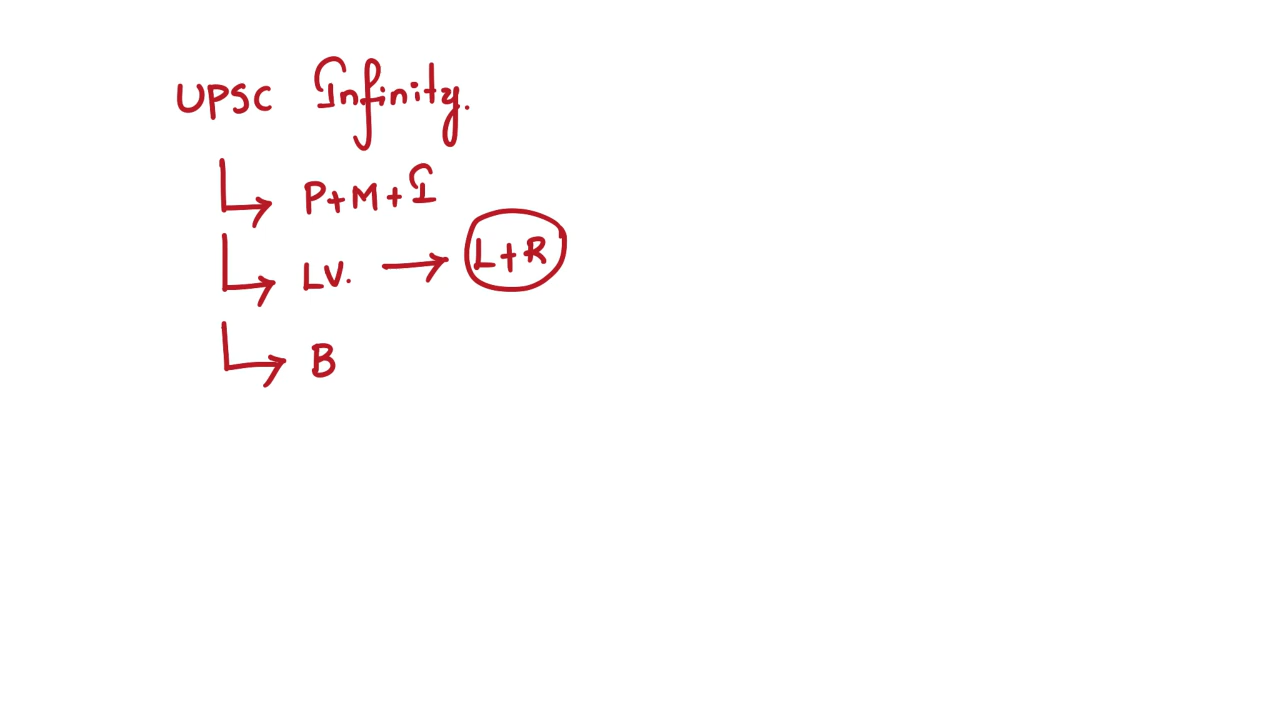 UPSC Infinity.
P+M+I
LV. → L+R
B